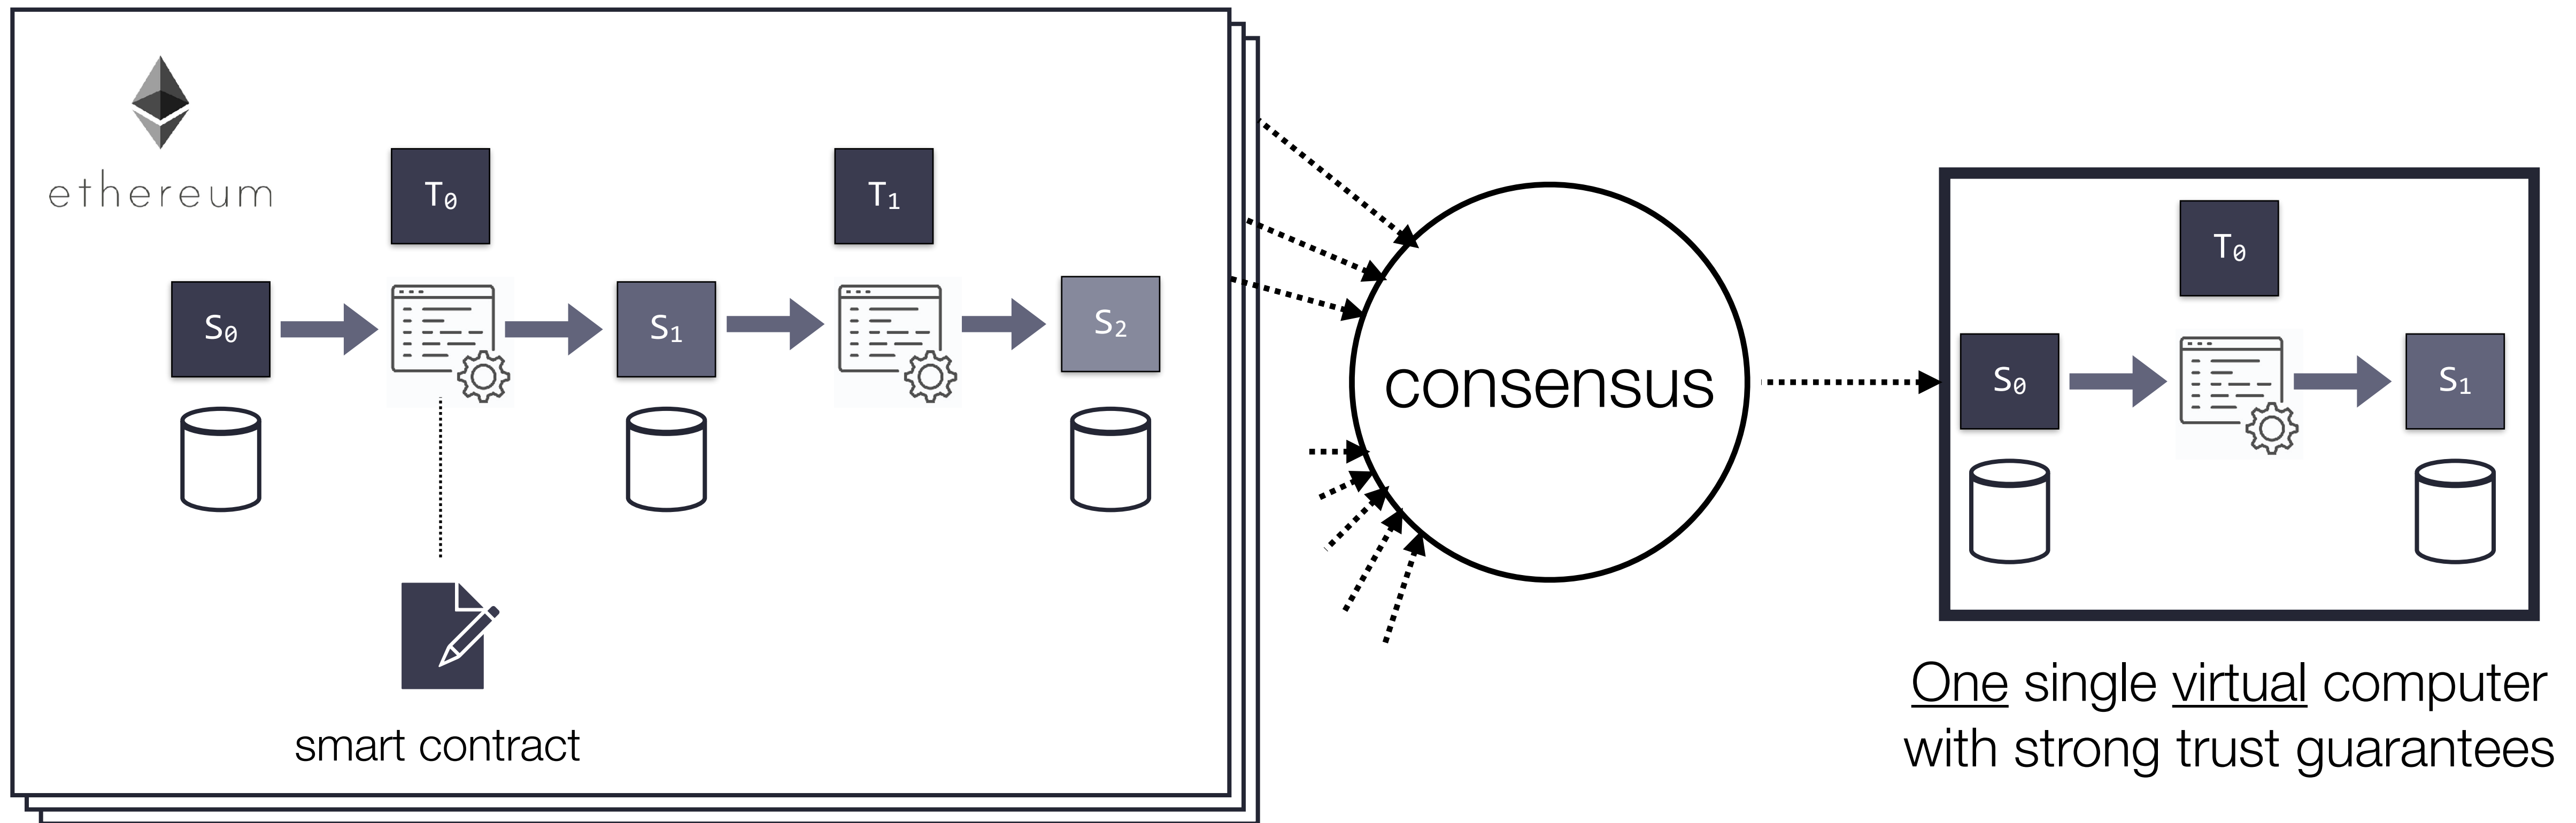 ethereum
T₀
T₁
S₀
S₁
S₂
smart contract
consensus
T₀
S₀
S₁
One single virtual computer
with strong trust guarantees